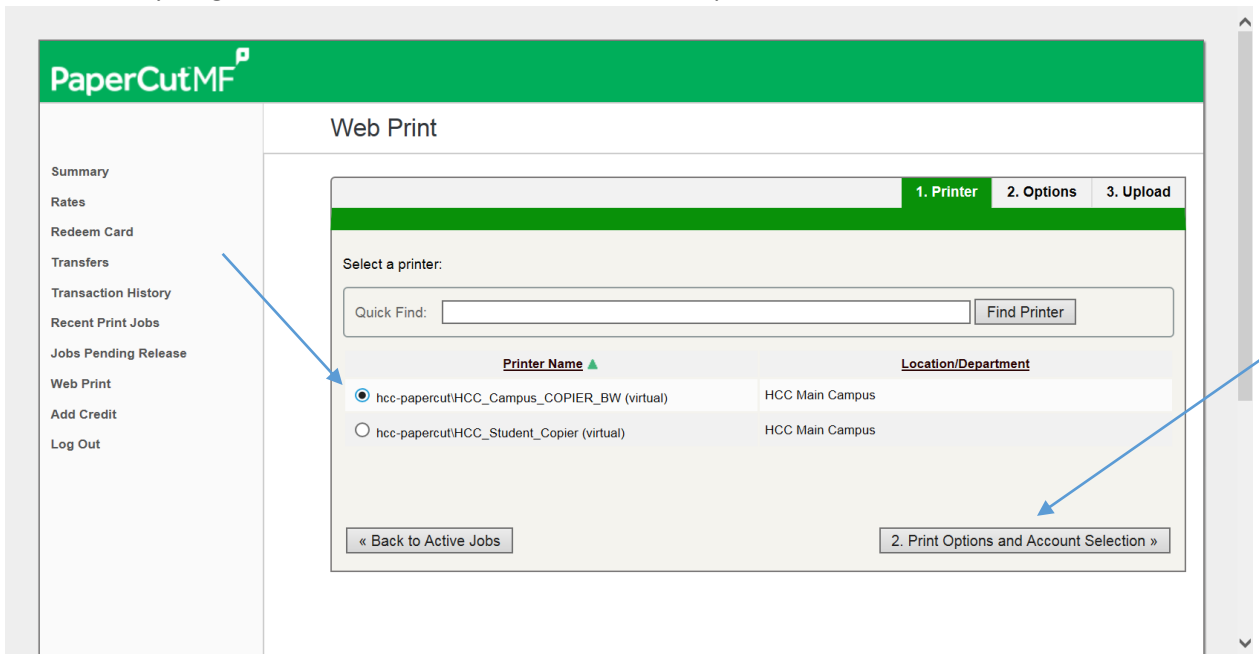 PaperCutMF
Web Print
Summary
Rates
Redeem Card
Transfers
Transaction History
Recent Print Jobs
Jobs Pending Release
Web Print
Add Credit
Log Out
1. Printer 2. Options 3. Upload
Select a printer:
Quick Find: Find Printer
Printer Name ▲ Location/Department
hcc-papercut\HCC_Campus_COPIER_BW (virtual) HCC Main Campus
hcc-papercut\HCC_Student_Copier (virtual) HCC Main Campus
« Back to Active Jobs 2. Print Options and Account Selection »